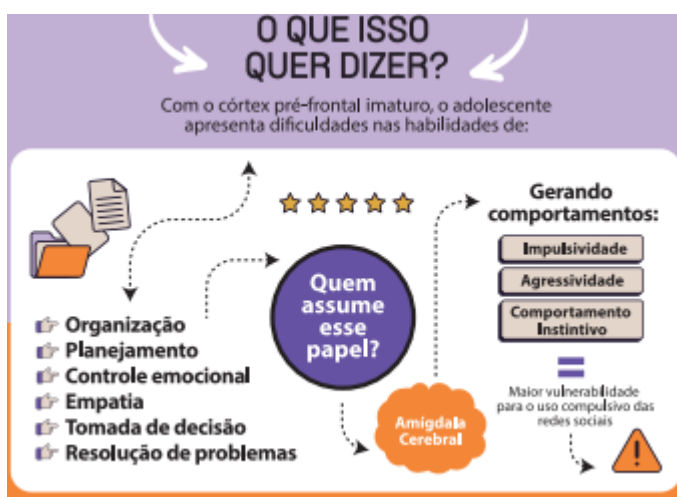 O QUE ISSO
QUER DIZER?
Com o córtex pré-frontal imaturo, o adolescente
apresenta dificuldades nas habilidades de:
Organização
Planejamento
Controle emocional
Empatia
Tomada de decisão
Resolução de problemas
Quem
assume
esse
papel?
Amígdala
Cerebral
Gerando
comportamentos:
Impulsividade
Agressividade
Comportamento
Instintivo
=
Maior vulnerabilidade
para o uso compulsivo das
redes sociais